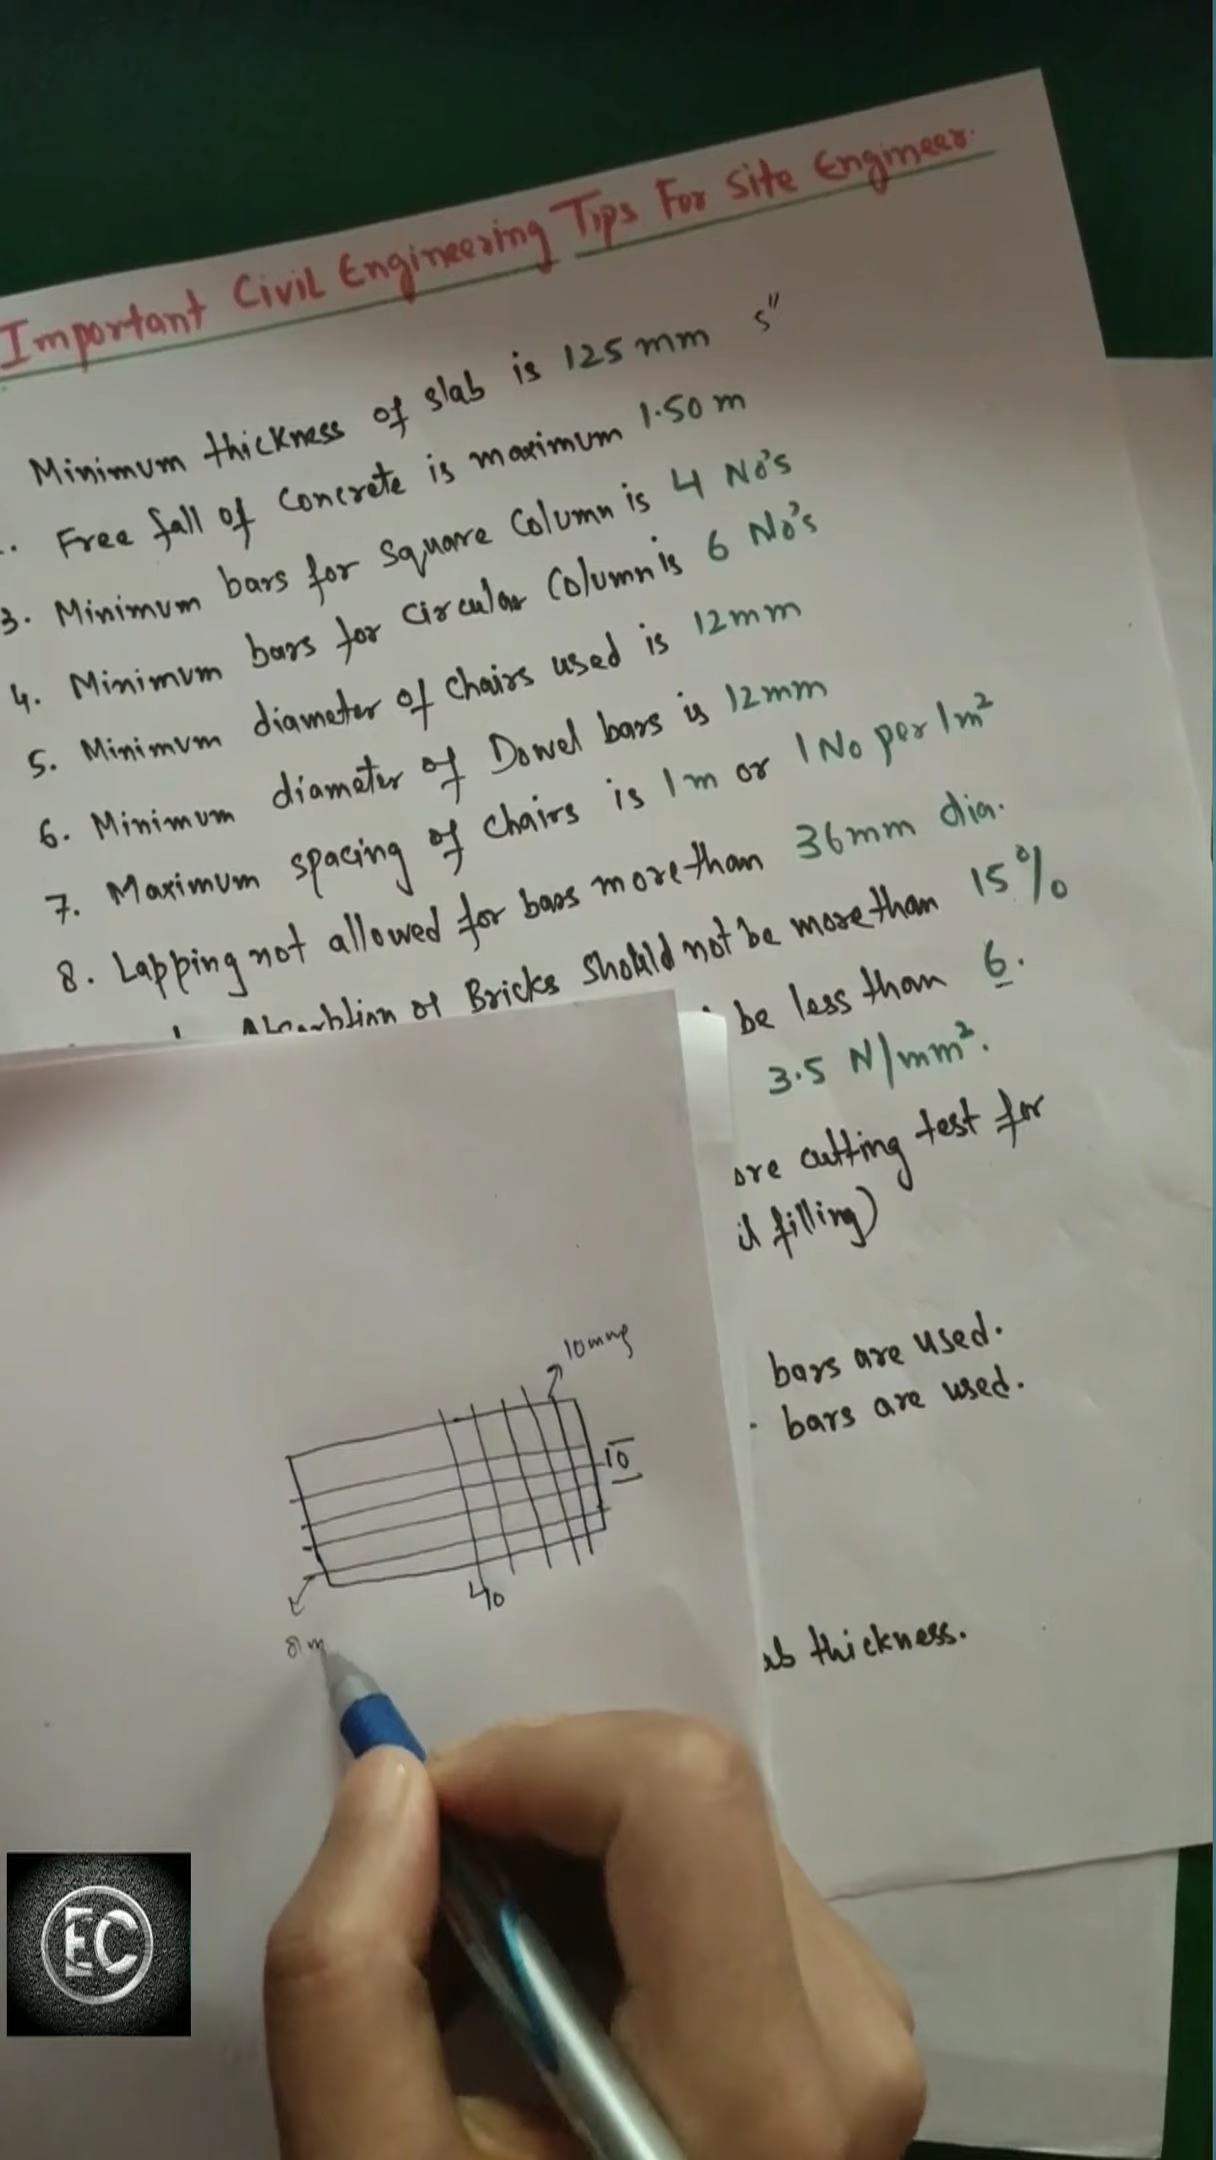 Important Civil Engineering Tips For Site Engineer.
Minimum thickness of slab is 125 mm 5"
Free fall of concrete is maximum 1.50 m
3. Minimum bars for square column is 4 No's
4. Minimum bars for circular column is 6 No's
5. Minimum diameter of chairs used is 12mm
6. Minimum diameter of Dowel bars is 12mm
7. Maximum spacing of chairs is 1m or 1 No per 1m²
8. Lapping not allowed for bars more than 36mm dia.
of Bricks should not be more than 15%
be less than 6.
3.5 N/mm².
ore cutting test for
il filling)
bars are used.
bars are used.
ab thickness.
10
40
8 m
EC